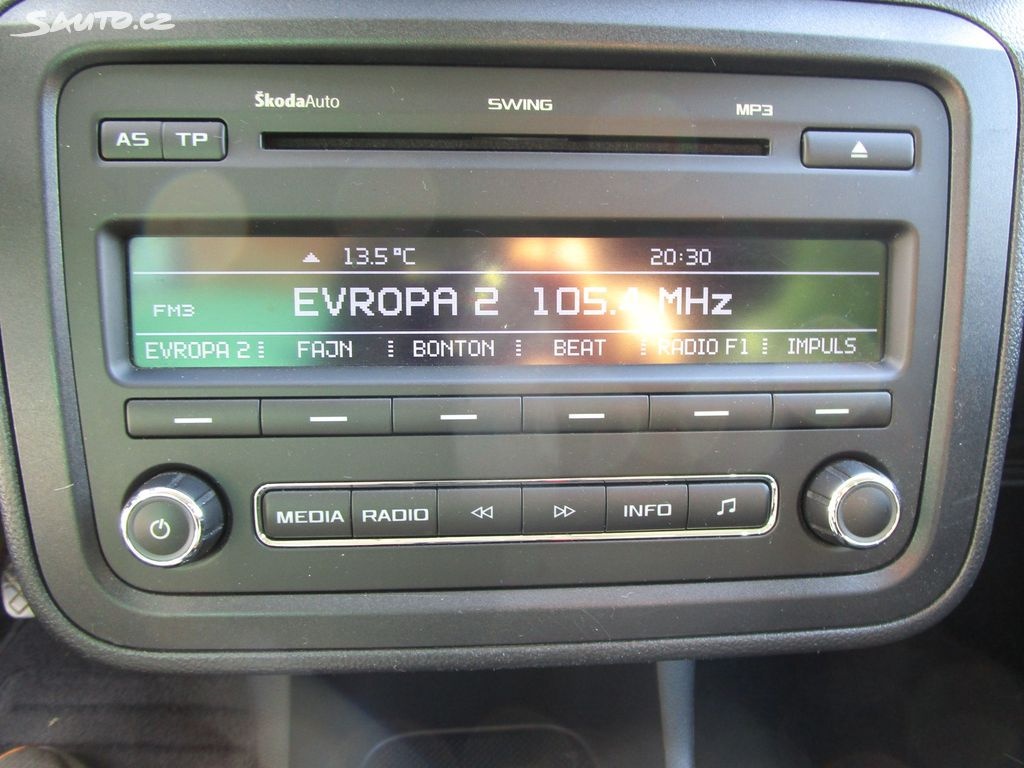 SAUTO.CZ
ŠkodaAuto SWING MP3
AS TP
13.5°C 20:30
FM3 EVROPA 2 105.4 MHz
EVROPA 2 FAJN BONTON BEAT RADIO F1 IMPULS
MEDIA RADIO INFO